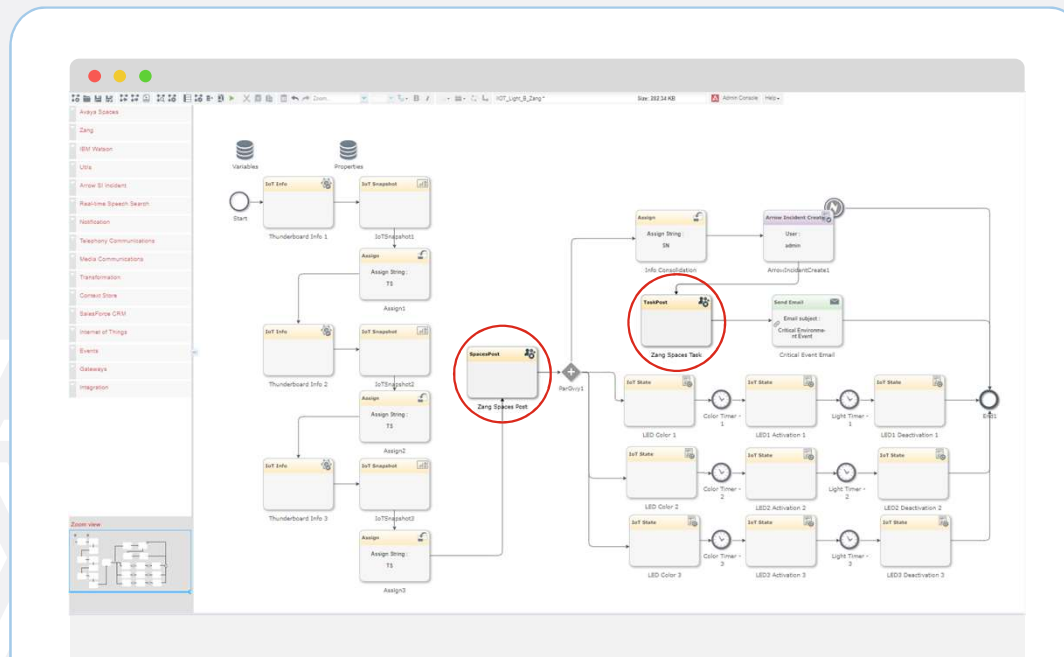 Zoom...
B I
IOT_Light_B_Zang*
Size: 202.14 KB
Admin Console
Help
Avaya Spaces
Zang
IBM Watson
Utils
Arrow SI Incident
Real-time Speech Search
Notification
Telephony Communications
Media Communications
Transformation
Context Store
SalesForce CRM
Internet of Things
Events
Gateways
Integration
Zoom view
Variables
Properties
Start
IoT Info
Thunderboard Info 1
IoT Snapshot
IoTSnapshot1
Assign
Assign String :
TS
Assign1
IoT Info
Thunderboard Info 2
IoT Snapshot
IoTSnapshot2
Assign
Assign String :
TS
Assign2
IoT Info
Thunderboard Info 3
IoT Snapshot
IoTSnapshot3
Assign
Assign String :
TS
Assign3
SpacesPost
Zang Spaces Post
ParGwy1
Assign
Assign String :
SN
Info Consolidation
Arrow Incident Create
User :
admin
ArrowIncidentCreate1
TaskPost
Zang Spaces Task
Send Email
Email subject :
Critical Environme-
nt Event
Critical Event Email
IoT State
LED Color 1
Color Timer -
1
IoT State
LED1 Activation 1
Light Timer -
1
IoT State
LED1 Deactivation 1
End1
IoT State
LED Color 2
Color Timer -
2
IoT State
LED2 Activation 2
Light Timer -
2
IoT State
LED2 Deactivation 2
IoT State
LED Color 3
Color Timer -
3
IoT State
LED3 Activation 3
Light Timer -
3
IoT State
LED3 Deactivation 3